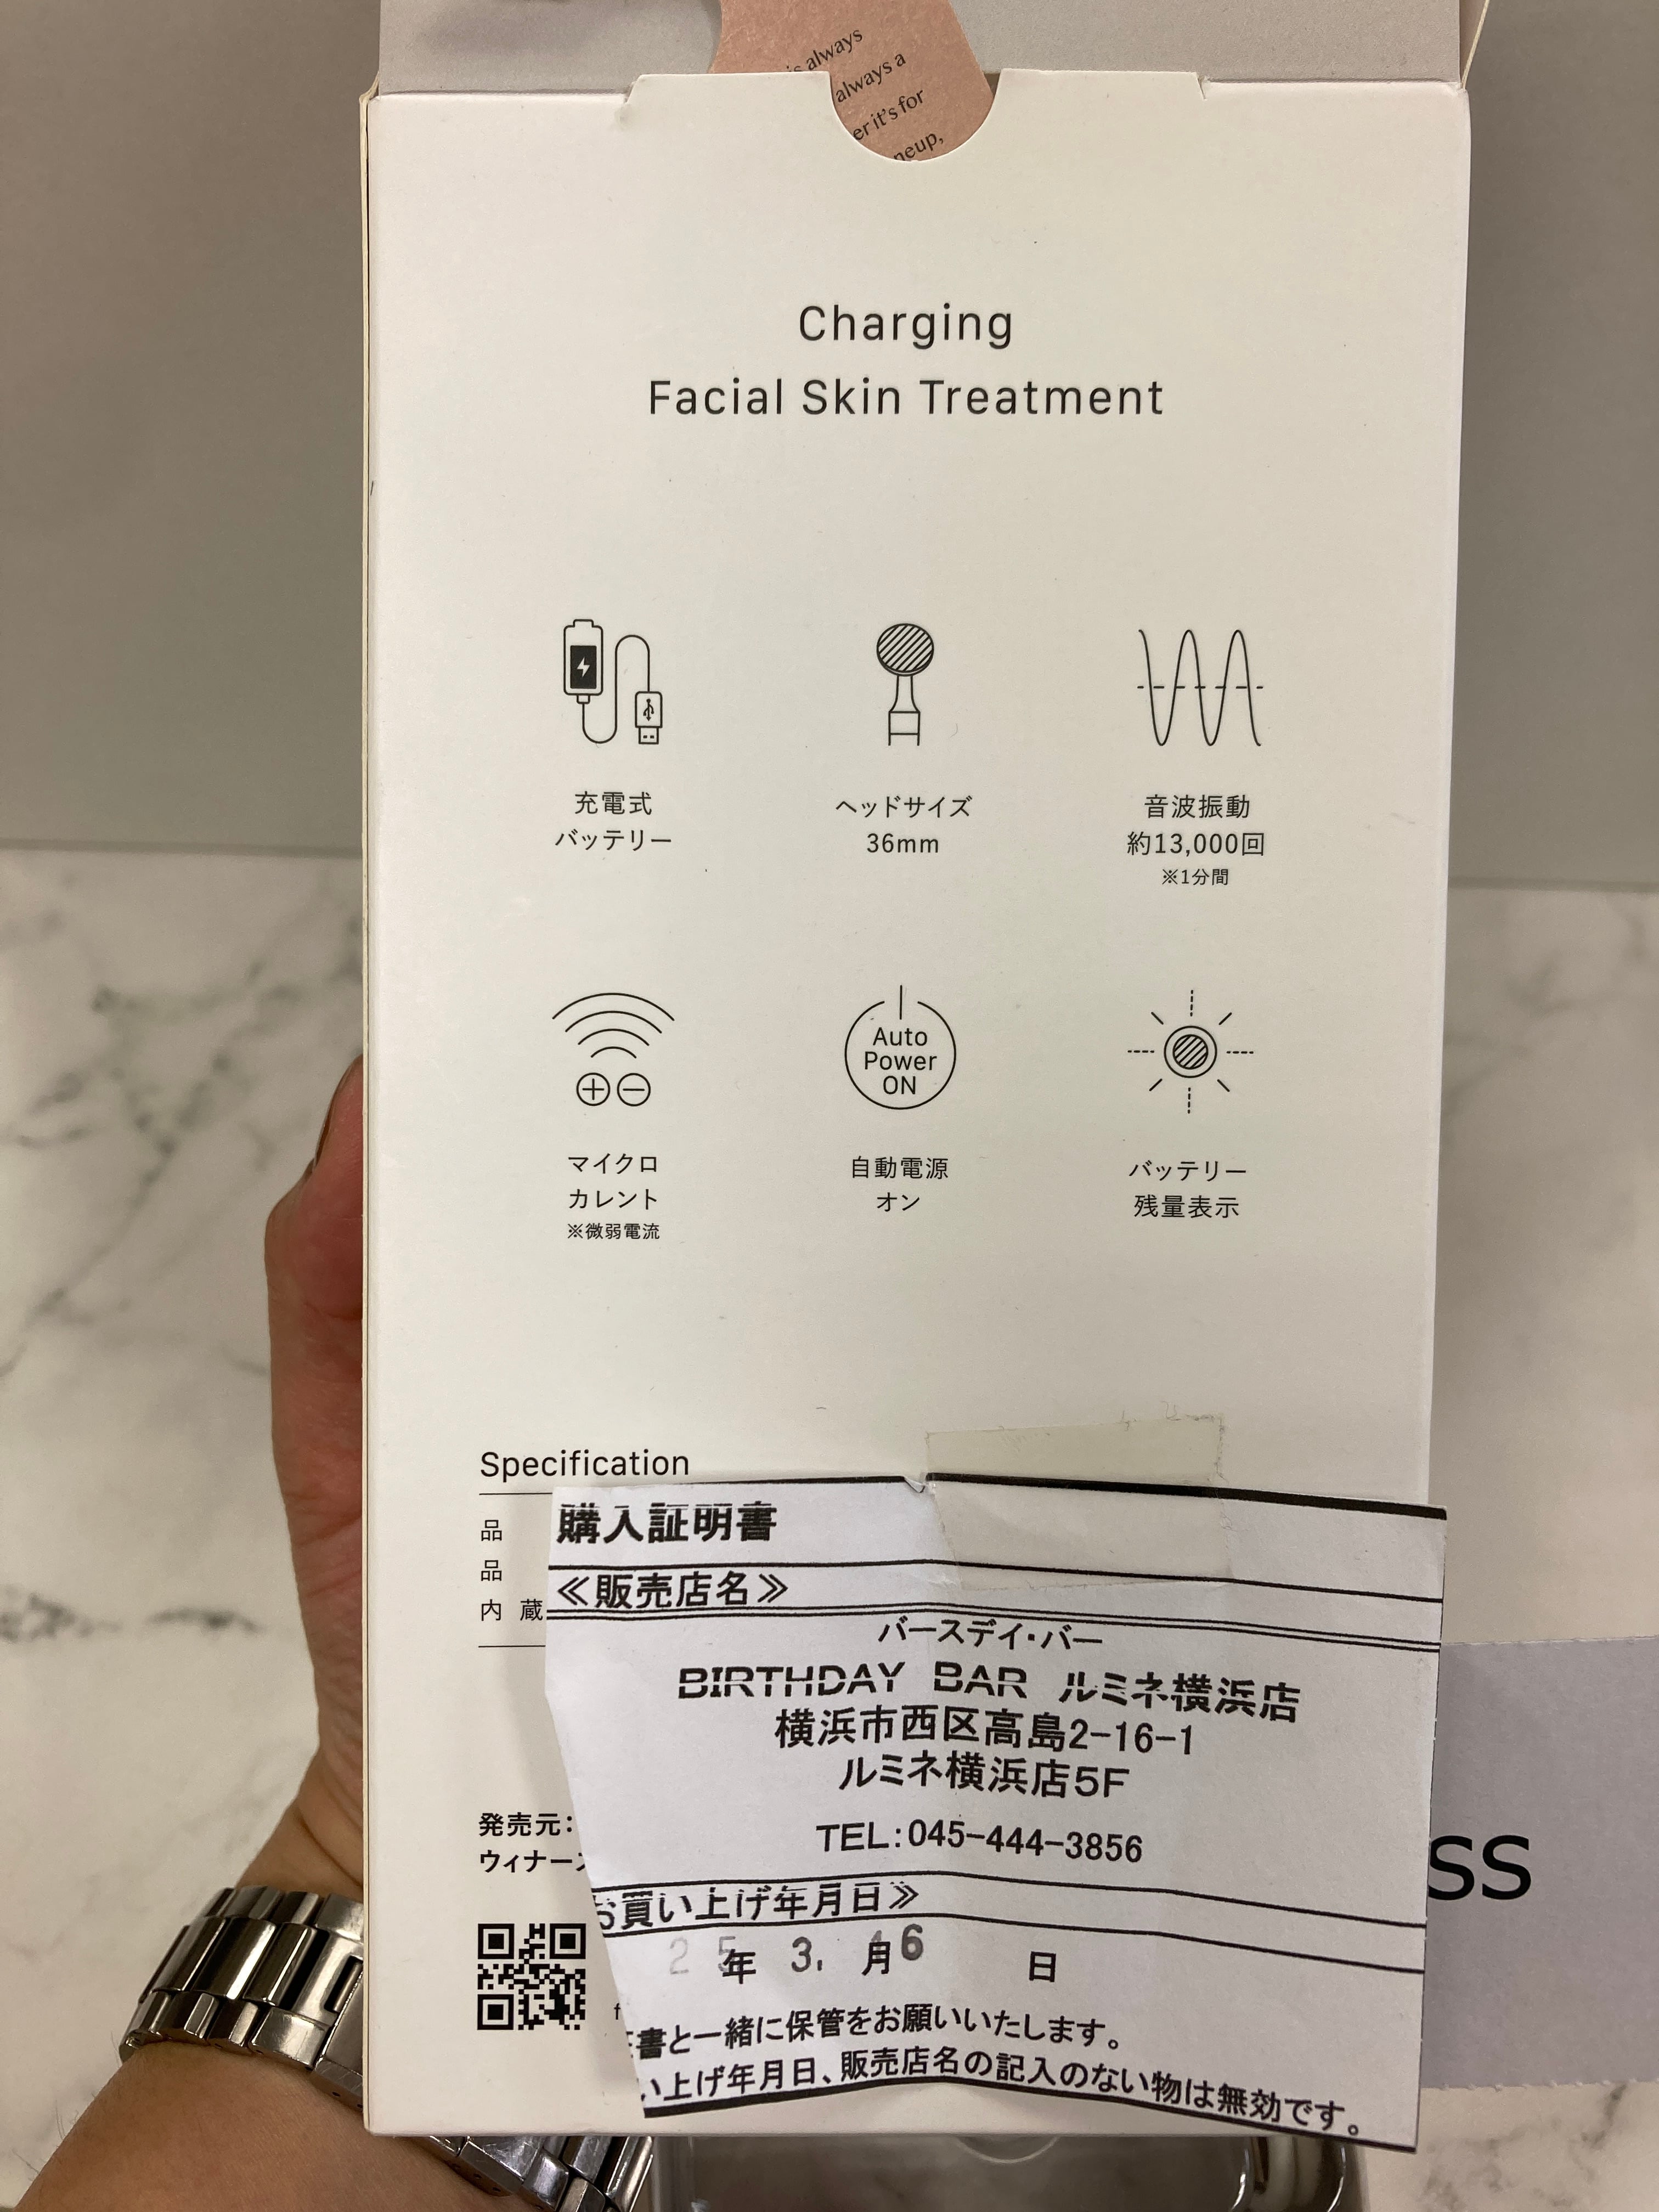 is always
always a
er it's for
neup,
Charging
Facial Skin Treatment
充電式
バッテリー
ヘッドサイズ
36mm
音波振動
約13,000回
※1分間
マイクロ
カレント
※微弱電流
Auto
Power
ON
自動電源
オン
バッテリー
残量表示
Specification
品
品
内 蔵
発売元:
ウィナース
購入証明書
≪販売店名≫
バースデイ・バー
BIRTHDAY BAR ルミネ横浜店
横浜市西区高島2-16-1
ルミネ横浜店5F
TEL:045-444-3856
お買い上げ年月日≫
25年 3. 月16 日
書と一緒に保管をお願いいたします。
い上げ年月日、販売店名の記入のない物は無効です。
ss